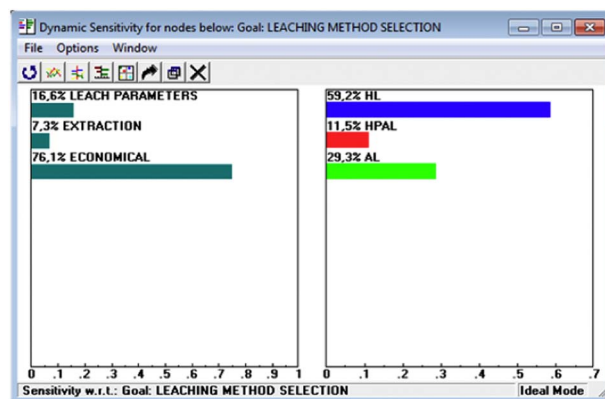 Dynamic Sensitivity for nodes below: Goal: LEACHING METHOD SELECTION
File Options Window
16,6% LEACH PARAMETERS
7,3% EXTRACTION
76,1% ECONOMICAL
0 .1 .2 .3 .4 .5 .6 .7 .8 .9 1
59,2% HL
11,5% HPAL
29,3% AL
0 .1 .2 .3 .4 .5 .6 .7
Sensitivity w.r.t.: Goal: LEACHING METHOD SELECTION
Ideal Mode